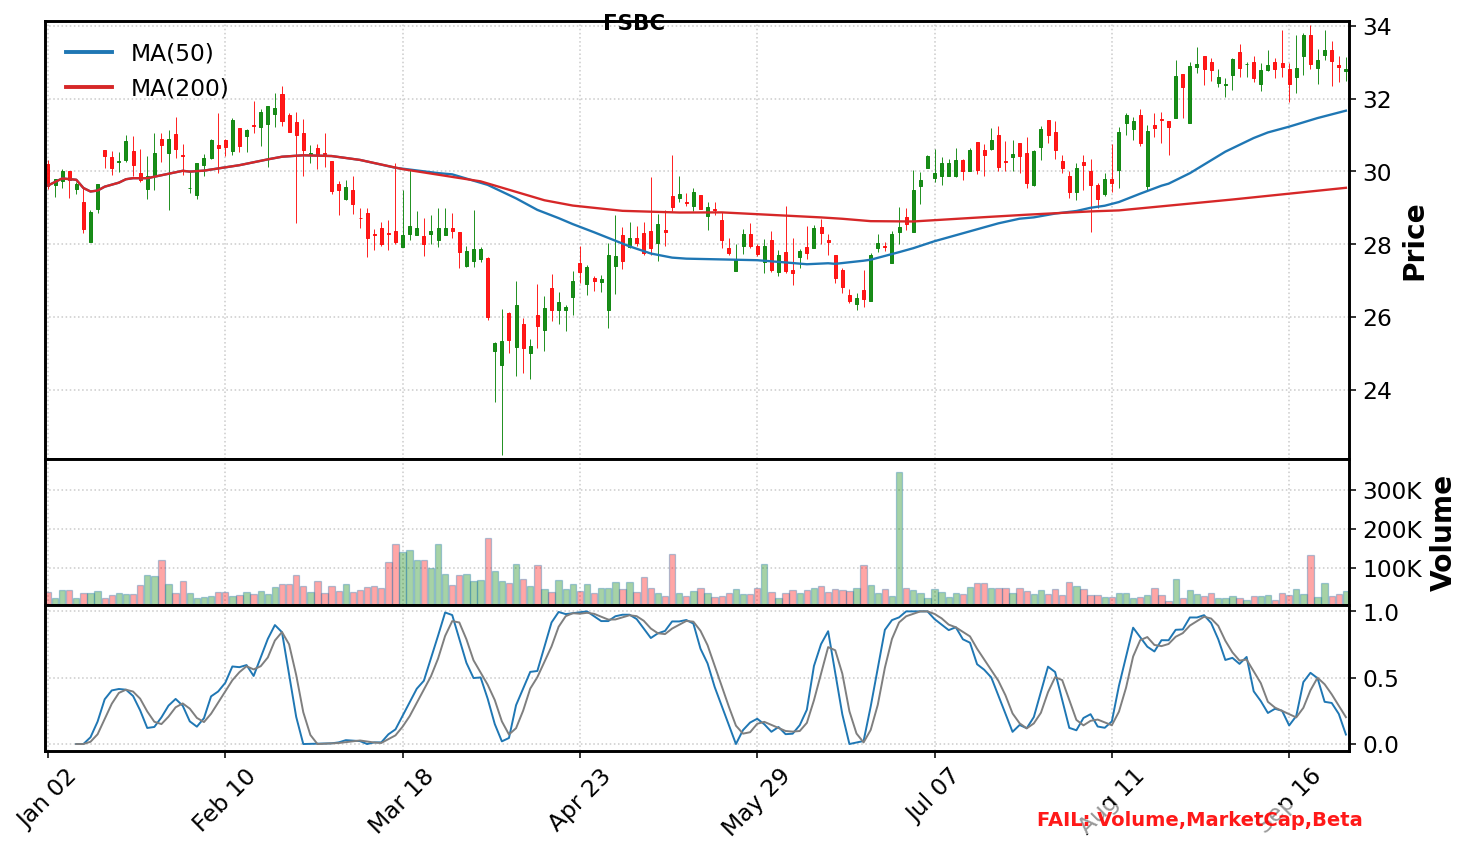 FSBC
MA(50)
MA(200)
34
32
30
28
26
24
Price
300K
200K
100K
Volume
1.0
0.5
0.0
Jan 02
Feb 10
Mar 18
Apr 23
May 29
Jul 07
Aug 11
Sep 16
FAIL: Volume,MarketCap,Beta